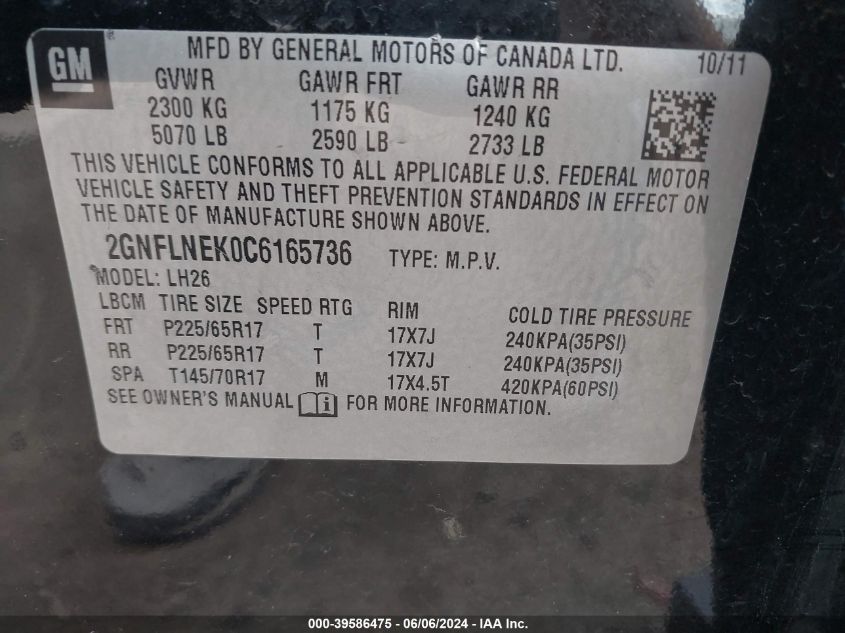 GM
MFD BY GENERAL MOTORS OF CANADA LTD. 10/11
GVWR GAWR FRT GAWR RR
2300 KG 1175 KG 1240 KG
5070 LB 2590 LB 2733 LB
THIS VEHICLE CONFORMS TO ALL APPLICABLE U.S. FEDERAL MOTOR
VEHICLE SAFETY AND THEFT PREVENTION STANDARDS IN EFFECT ON
THE DATE OF MANUFACTURE SHOWN ABOVE.
2GNFLNEK0C6165736 TYPE: M.P.V.
MODEL: LH26
LBCM TIRE SIZE SPEED RTG RIM COLD TIRE PRESSURE
FRT P225/65R17 T 17X7J 240KPA(35PSI)
RR P225/65R17 T 17X7J 240KPA(35PSI)
SPA T145/70R17 M 17X4.5T 420KPA(60PSI)
SEE OWNER'S MANUAL i FOR MORE INFORMATION.
000-39586475 - 06/06/2024 - IAA Inc.